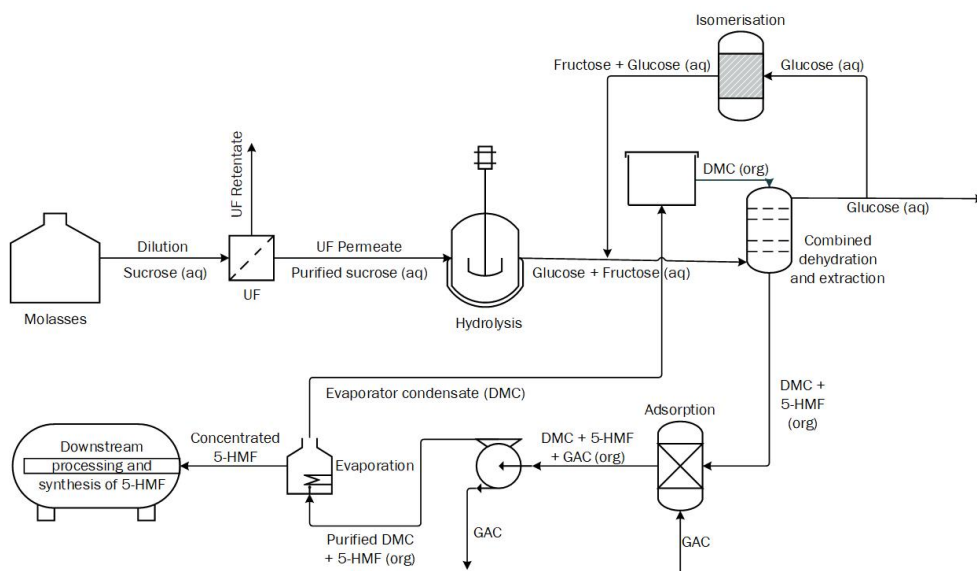 Isomerisation
Fructose + Glucose (aq)
Glucose (aq)
DMC (org)
UF Retentate
Glucose (aq)
Dilution
Sucrose (aq)
UF Permeate
Purified sucrose (aq)
Glucose + Fructose (aq)
Combined
dehydration
and extraction
UF
Molasses
Hydrolysis
Evaporator condensate (DMC)
DMC +
5-HMF
(org)
Adsorption
Downstream
processing and
synthesis of 5-HMF
Concentrated
5-HMF
Evaporation
DMC + 5-HMF
+ GAC (org)
Purified DMC
+ 5-HMF (org)
GAC
GAC